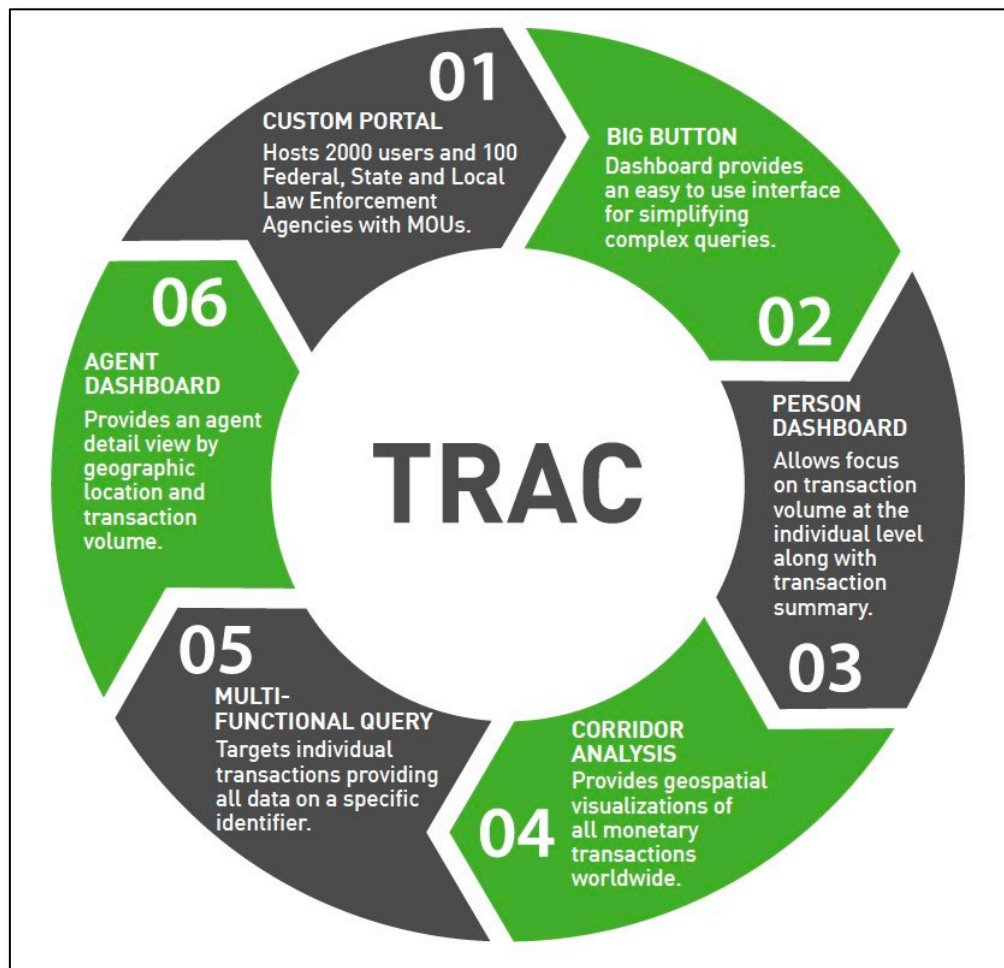 01
CUSTOM PORTAL
Hosts 2000 users and 100
Federal, State and Local
Law Enforcement
Agencies with MOUs.
BIG BUTTON
Dashboard provides
an easy to use interface
for simplifying
complex queries.
02
PERSON
DASHBOARD
Allows focus
on transaction
volume at the
individual level
along with
transaction
summary.
03
CORRIDOR
ANALYSIS
Provides geospatial
visualizations of
all monetary
transactions
worldwide.
04
05
MULTI-
FUNCTIONAL QUERY
Targets individual
transactions providing
all data on a specific
identifier.
06
AGENT
DASHBOARD
Provides an agent
detail view by
geographic
location and
transaction
volume.
TRAC